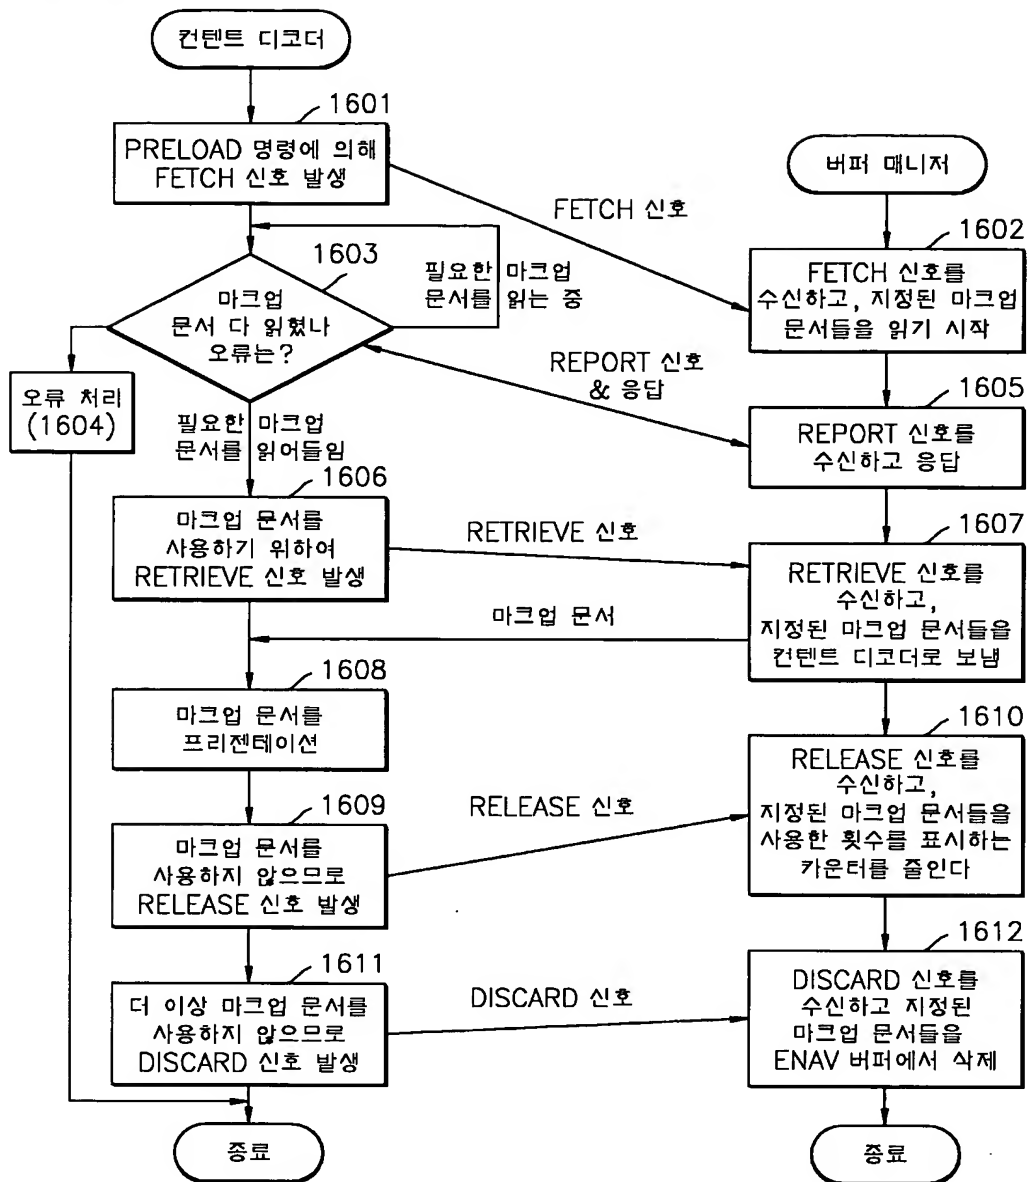 컨텐트 디코더
1601
PRELOAD 명령에 의해
FETCH 신호 발생
버퍼 매니저
FETCH 신호
1602
FETCH 신호를
수신하고, 지정된 마크업
문서들을 읽기 시작
1603
마크업
문서 다 읽혔나
오류는?
필요한 마크업
문서를 읽는 중
REPORT 신호
& 응답
오류 처리
(1604)
1605
REPORT 신호를
수신하고 응답
필요한 마크업
문서를 읽어들임
1606
마크업 문서를
사용하기 위하여
RETRIEVE 신호 발생
RETRIEVE 신호
1607
RETRIEVE 신호를
수신하고,
지정된 마크업 문서들을
컨텐트 디코더로 보냄
마크업 문서
1608
마크업 문서를
프리젠테이션
1610
RELEASE 신호를
수신하고,
지정된 마크업 문서들을
사용한 횟수를 표시하는
카운터를 줄인다
1609
마크업 문서를
사용하지 않으므로
RELEASE 신호 발생
RELEASE 신호
1611
더 이상 마크업 문서를
사용하지 않으므로
DISCARD 신호 발생
DISCARD 신호
1612
DISCARD 신호를
수신하고 지정된
마크업 문서들을
ENAV 버퍼에서 삭제
종료
종료